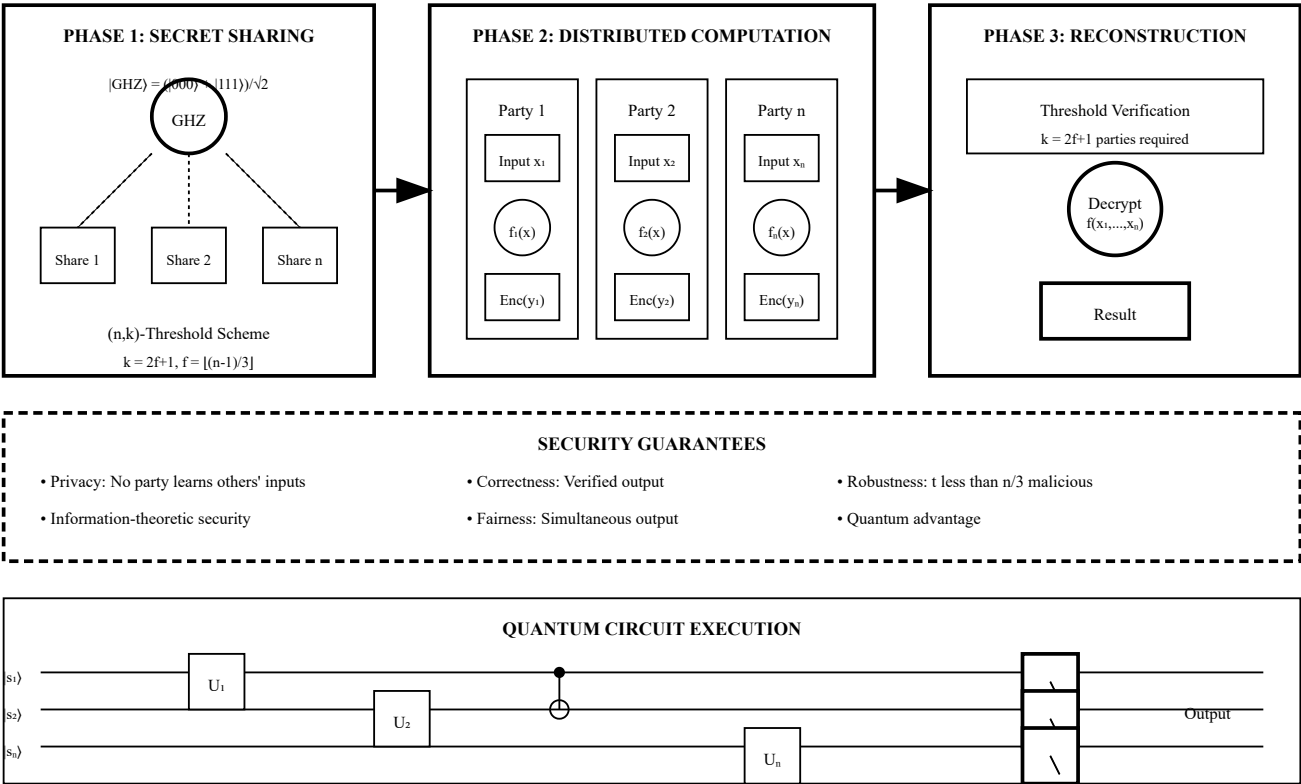 PHASE 1: SECRET SHARING
|GHZ⟩ = (|000⟩ + |111⟩)/√2
GHZ
Share 1
Share 2
Share n
(n,k)-Threshold Scheme
k = 2f+1, f = ⌊(n-1)/3⌋
PHASE 2: DISTRIBUTED COMPUTATION
Party 1
Input x₁
f₁(x)
Enc(y₁)
Party 2
Input x₂
f₂(x)
Enc(y₂)
Party n
Input xₙ
fₙ(x)
Enc(yₙ)
PHASE 3: RECONSTRUCTION
Threshold Verification
k = 2f+1 parties required
Decrypt
f(x₁,...,xₙ)
Result
SECURITY GUARANTEES
• Privacy: No party learns others' inputs
• Correctness: Verified output
• Robustness: t less than n/3 malicious
• Information-theoretic security
• Fairness: Simultaneous output
• Quantum advantage
QUANTUM CIRCUIT EXECUTION
|s₁⟩
U₁
|s₂⟩
U₂
Output
|sₙ⟩
Uₙ